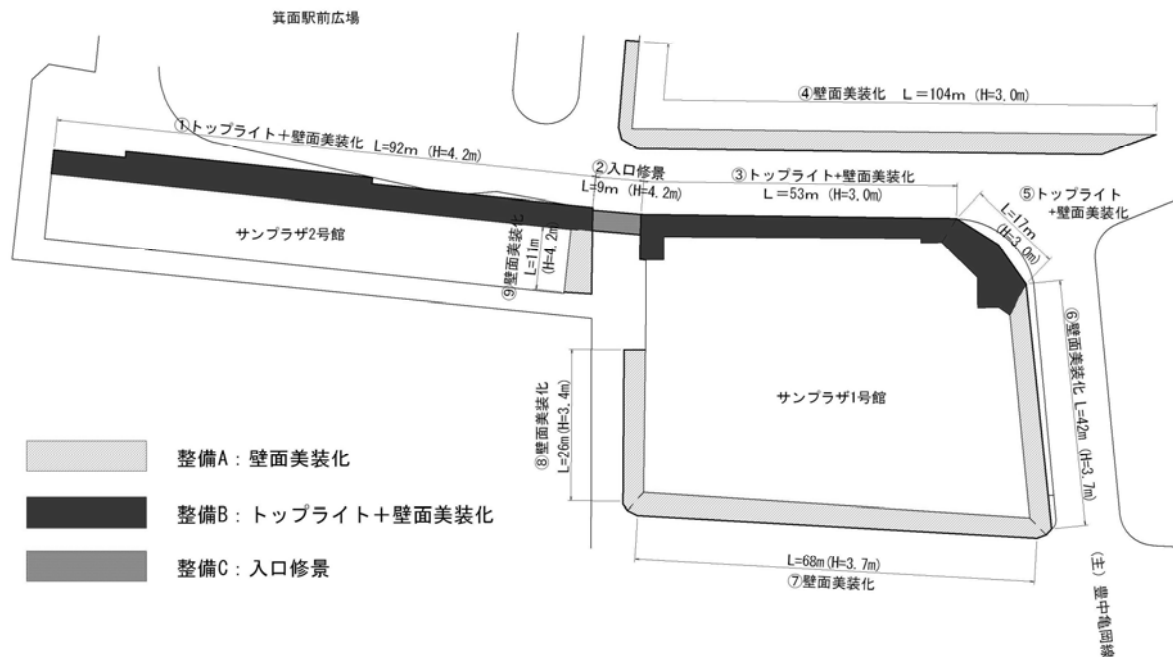 箕面駅前広場
④壁面美装化 L=104m (H=3.0m)
①トップライト+壁面美装化 L=92m (H=4.2m)
②入口修景
L=9m (H=4.2m)
③トップライト+壁面美装化
L=53m (H=3.0m)
⑤トップライト
+壁面美装化
L=17m
(H=3.0m)
サンプラザ2号館
⑨壁面美装化
L=11m
(H=4.2m)
⑥壁面美装化 L=42m (H=3.7m)
サンプラザ1号館
⑧壁面美装化
L=26m(H=3.4m)
整備A:壁面美装化
整備B:トップライト+壁面美装化
整備C:入口修景
L=68m(H=3.7m)
⑦壁面美装化
(主) 豊中亀岡線